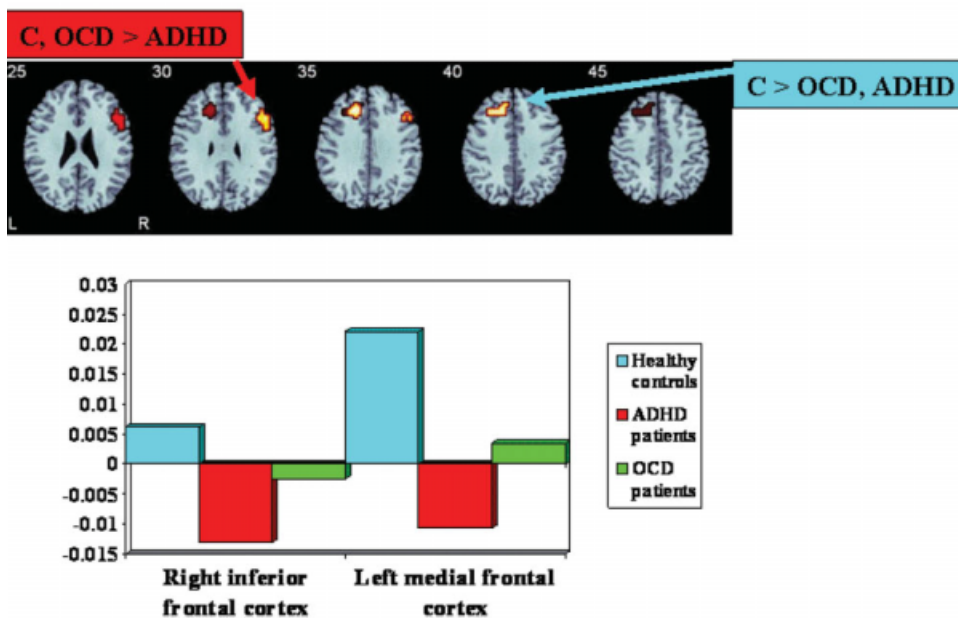 C, OCD > ADHD
25 30 35 40 45
C > OCD, ADHD
L R
0.03
0.025
0.02
0.015
0.01
0.005
0
-0.005
-0.01
-0.015
Healthy
controls
ADHD
patients
OCD
patients
Right inferior
frontal cortex
Left medial frontal
cortex